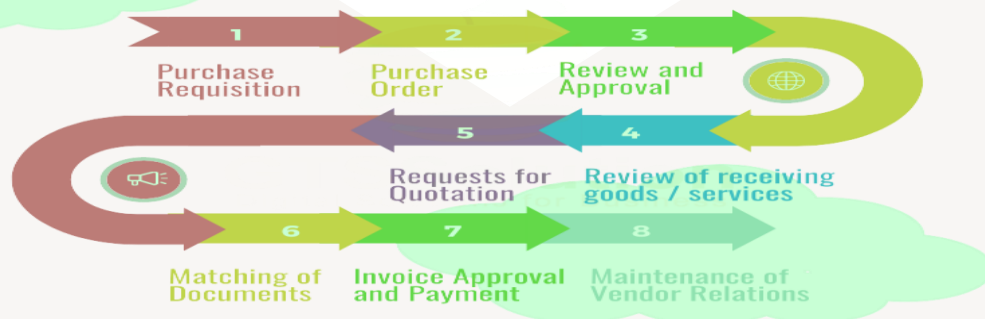 1
2
3
Purchase
Requisition
Purchase
Order
Review and
Approval
5
4
Requests for
Quotation
Review of receiving
goods / services
6
7
8
Matching of
Documents
Invoice Approval
and Payment
Maintenance of
Vendor Relations